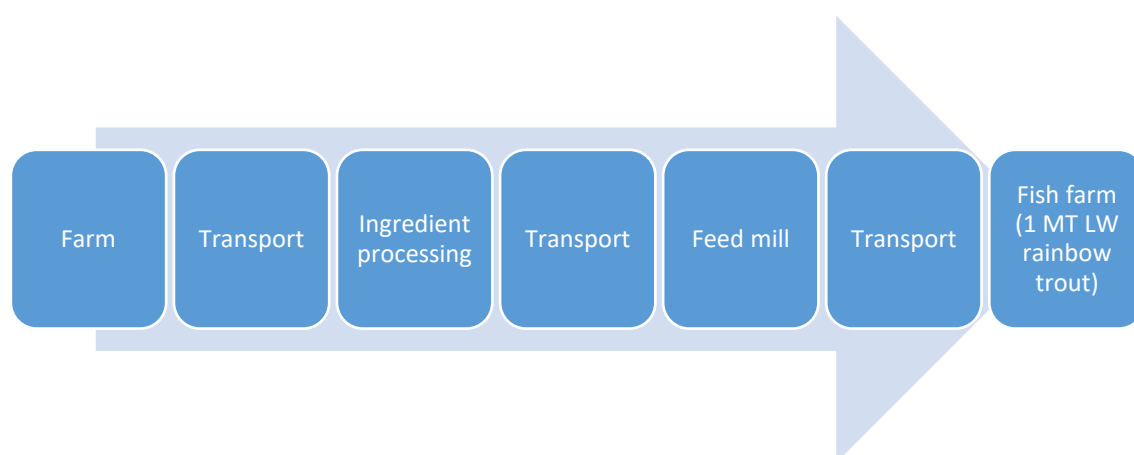 Farm
Transport
Ingredient
processing
Transport
Feed mill
Transport
Fish farm
(1 MT LW
rainbow
trout)